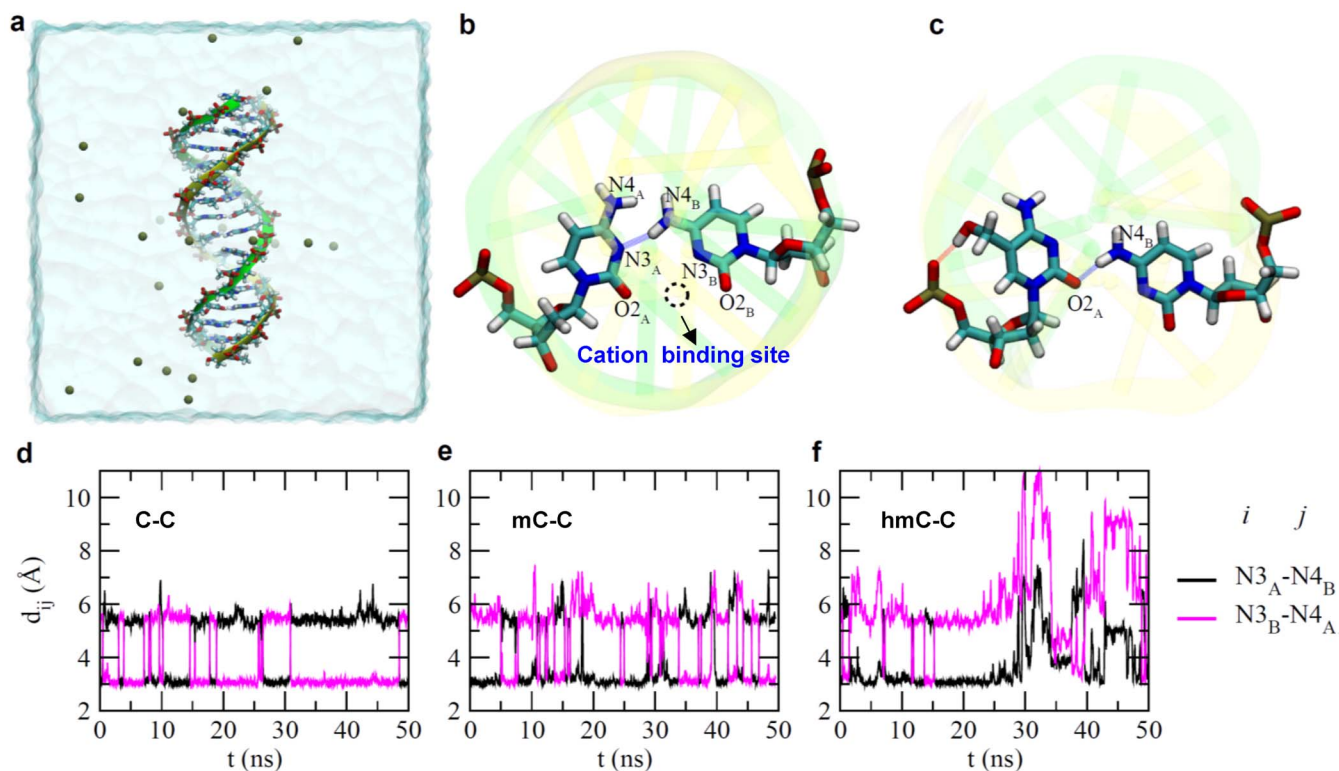 a
b
c
N4A
N4B
N3A
N3B
O2A
O2B
Cation binding site
N4B
O2A
d
e
f
10
8
6
4
2
dij (Å)
C-C
0 10 20 30 40 50
t (ns)
10
8
6
4
2
mC-C
0 10 20 30 40 50
t (ns)
10
8
6
4
2
hmC-C
0 10 20 30 40 50
t (ns)
i j
N3A-N4B
N3B-N4A